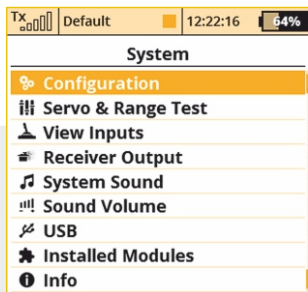 Tx Default 12:22:16 64%
System
Configuration
Servo & Range Test
View Inputs
Receiver Output
System Sound
Sound Volume
USB
Installed Modules
Info